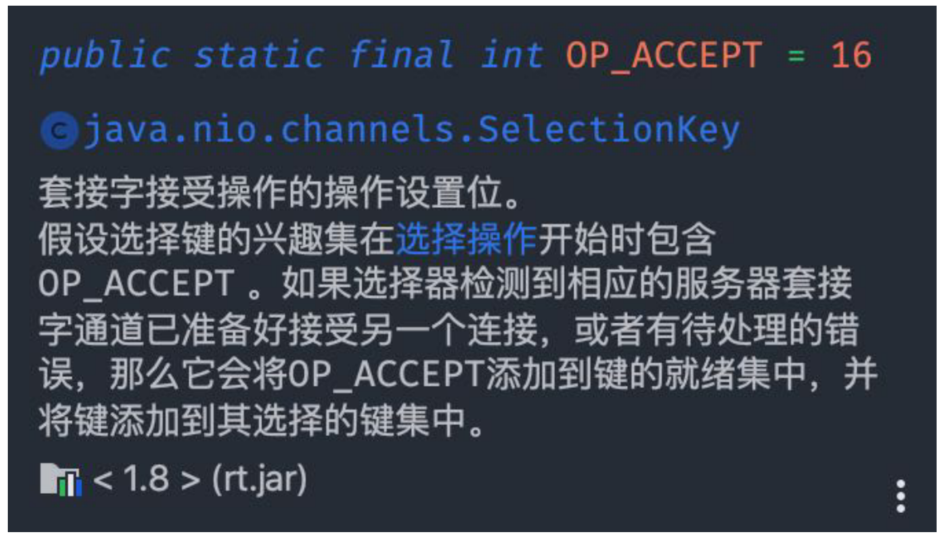 public static final int OP_ACCEPT = 16
C java.nio.channels.SelectionKey
套接字接受操作的操作设置位。
假设选择键的兴趣集在选择操作开始时包含
OP_ACCEPT 。如果选择器检测到相应的服务器套接
字通道已准备好接受另一个连接，或者有待处理的错
误，那么它会将OP_ACCEPT添加到键的就绪集中，并
将键添加到其选择的键集中。
< 1.8 > (rt.jar)